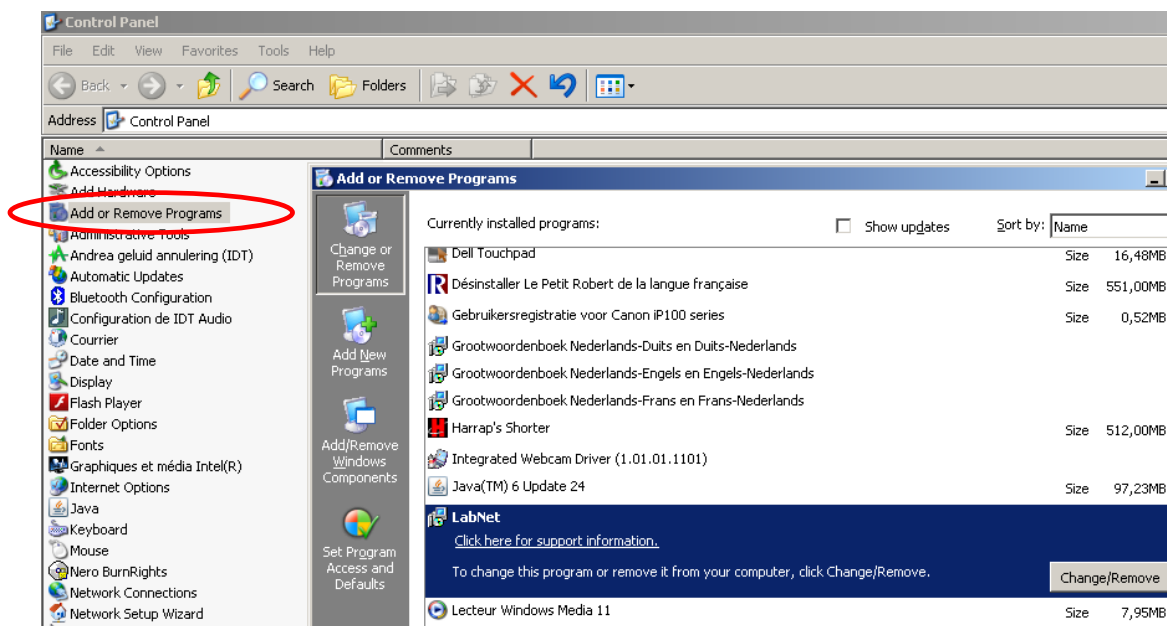 Control Panel
File Edit View Favorites Tools Help
Back Search Folders
Address Control Panel
Name Comments
Accessibility Options
Add Hardware
Add or Remove Programs
Administrative Tools
Andrea geluid annulering (IDT)
Automatic Updates
Bluetooth Configuration
Configuration de IDT Audio
Courrier
Date and Time
Display
Flash Player
Folder Options
Fonts
Graphiques et média Intel(R)
Internet Options
Java
Keyboard
Mouse
Nero BurnRights
Network Connections
Network Setup Wizard
Add or Remove Programs
Change or
Remove
Programs
Add New
Programs
Add/Remove
Windows
Components
Set Program
Access and
Defaults
Currently installed programs: Show updates Sort by: Name
Dell Touchpad Size 16,48MB
Désinstaller Le Petit Robert de la langue française Size 551,00MB
Gebruikersregistratie voor Canon iP100 series Size 0,52MB
Grootwoordenboek Nederlands-Duits en Duits-Nederlands
Grootwoordenboek Nederlands-Engels en Engels-Nederlands
Grootwoordenboek Nederlands-Frans en Frans-Nederlands
Harrap's Shorter Size 512,00MB
Integrated Webcam Driver (1.01.01.1101)
Java(TM) 6 Update 24 Size 97,23MB
LabNet
Click here for support information.
To change this program or remove it from your computer, click Change/Remove. Change/Remove
Lecteur Windows Media 11 Size 7,95MB